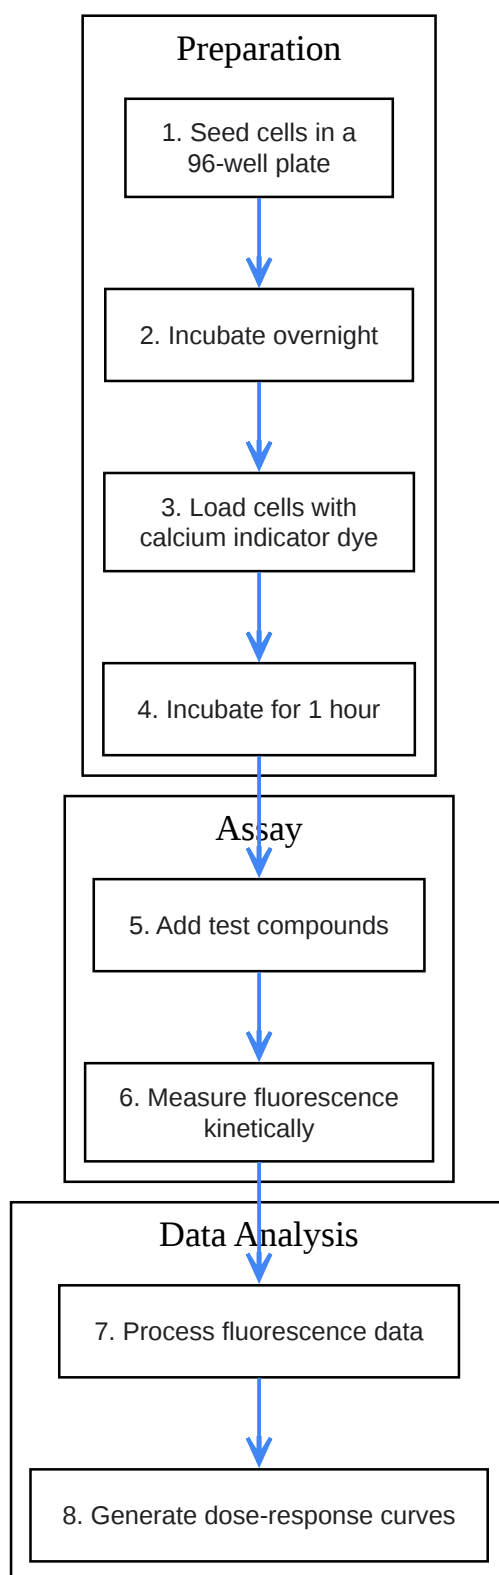 Preparation
1. Seed cells in a
96-well plate
2. Incubate overnight
3. Load cells with
calcium indicator dye
4. Incubate for 1 hour
Assay
5. Add test compounds
6. Measure fluorescence
kinetically
Data Analysis
7. Process fluorescence data
8. Generate dose-response curves